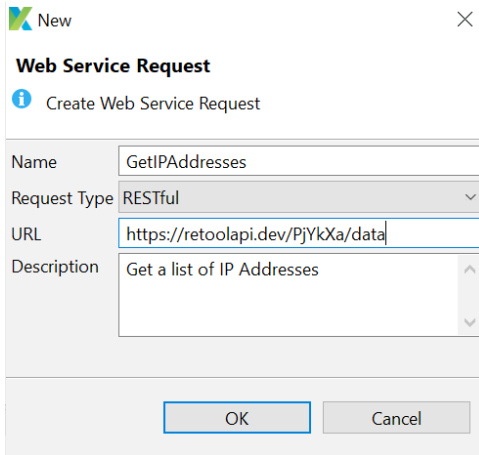 New
Web Service Request
Create Web Service Request
Name GetIPAddresses
Request Type RESTful
URL https://retoolapi.dev/PjYkXa/data
Description Get a list of IP Addresses
OK Cancel